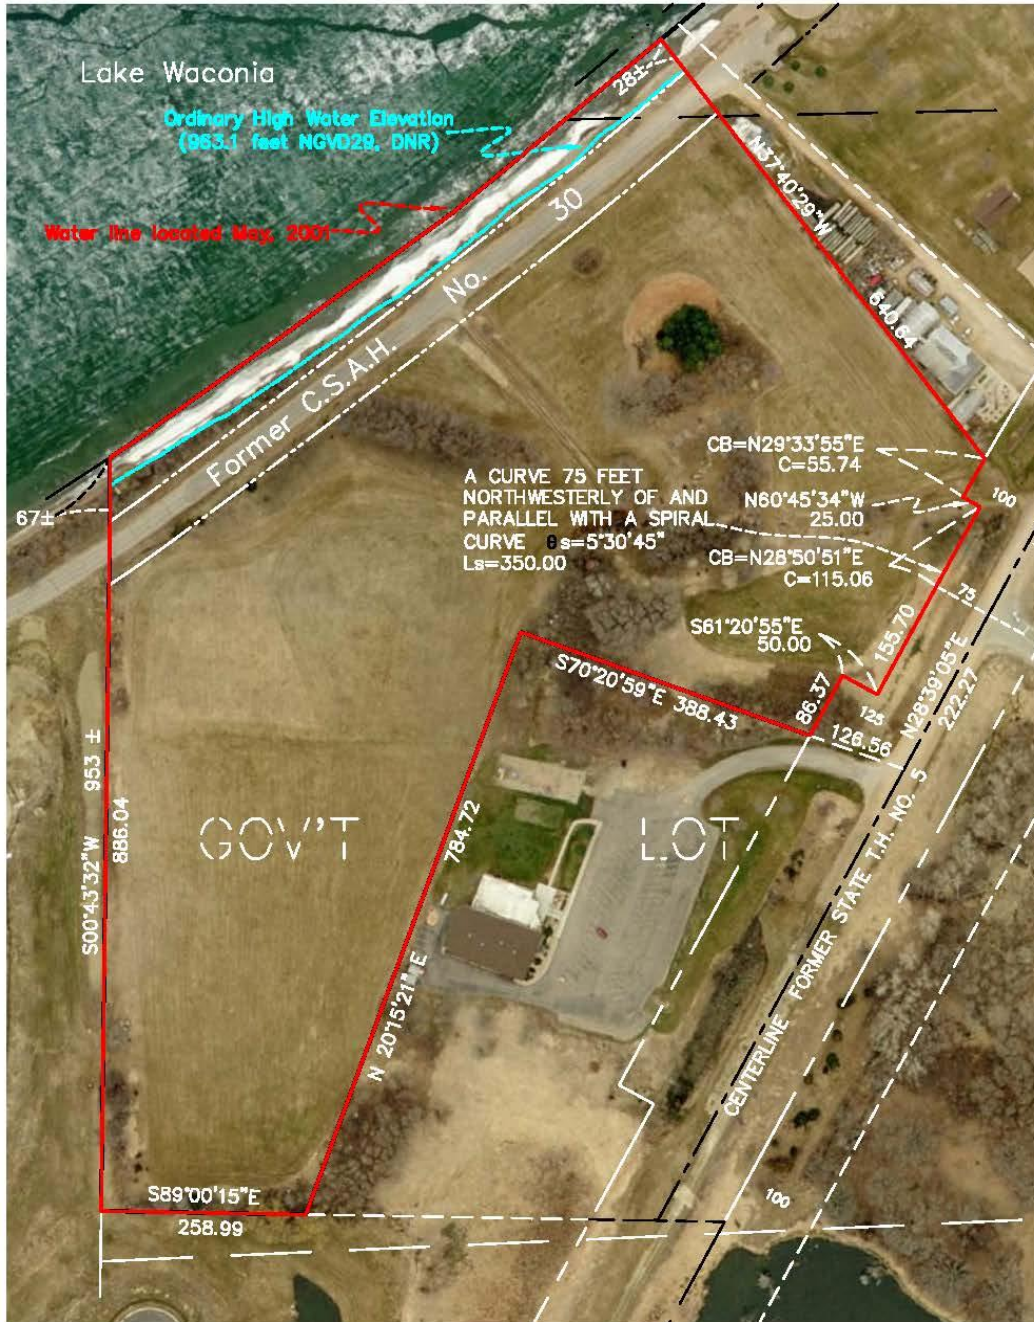 Lake Waconia
28±
Ordinary High Water Elevation
(963.1 feet NGVD29, DNR)
Water line located May, 2001
N37°40'29"W
640.64
Former C.S.A.H. No. 30
67±
CB=N29°33'55"E
C=55.74
100
N60°45'34"W
25.00
A CURVE 75 FEET
NORTHWESTERLY OF AND
PARALLEL WITH A SPIRAL
CURVE θs=5°30'45"
Ls=350.00
CB=N28°50'51"E
C=115.06
75
S61°20'55"E
50.00
155.70
86.37
125
126.56
N28°39'05"E
222.27
S70°20'59"E 388.43
S00°43'32"W 953 ±
886.04
784.72
N 20°15'21" E
GOV'T LOT
CENTERLINE FORMER STATE T.H. NO. 5
S89°00'15"E
258.99
100